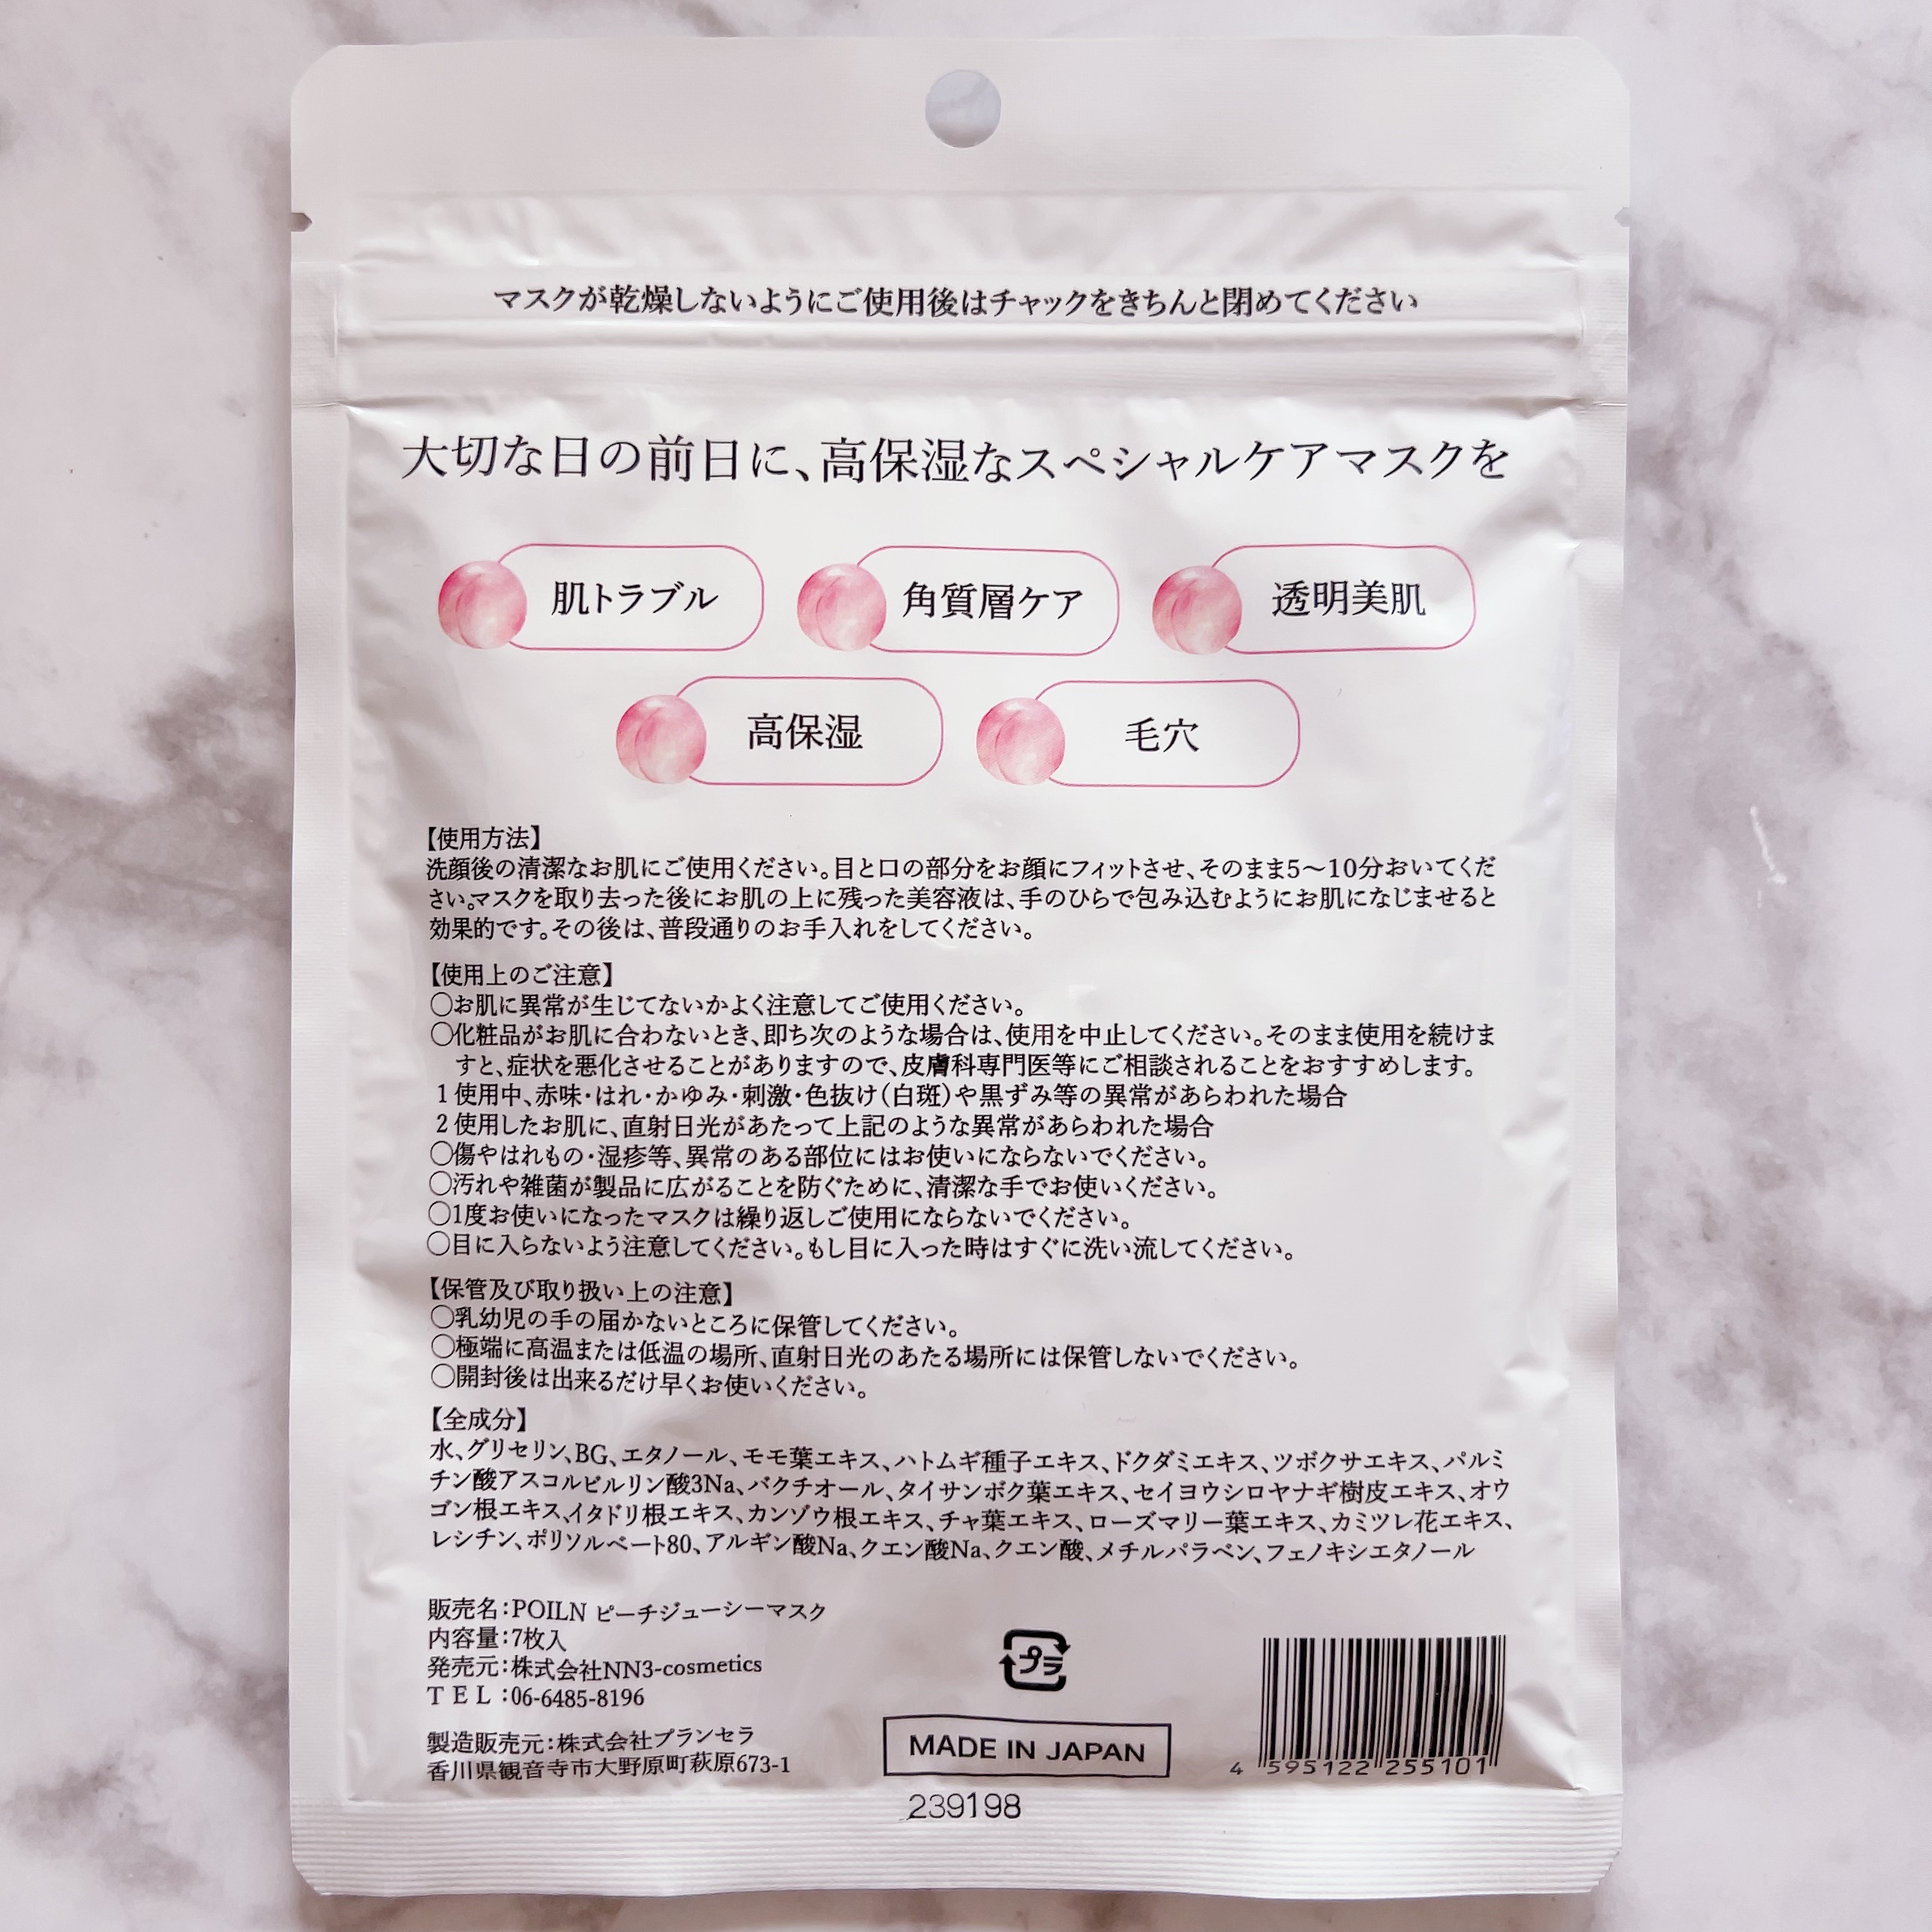 マスクが乾燥しないようにご使用後はチャックをきちんと閉めてください
大切な日の前日に、高保湿なスペシャルケアマスクを
肌トラブル
角質層ケア
透明美肌
高保湿
毛穴
【使用方法】
洗顔後の清潔なお肌にご使用ください。目と口の部分をお顔にフィットさせ、そのまま5〜10分おいてくだ
さい。マスクを取り去った後にお肌の上に残った美容液は、手のひらで包み込むようにお肌になじませると
効果的です。その後は、普段通りのお手入れをしてください。
【使用上のご注意】
○お肌に異常が生じてないかよく注意してご使用ください。
○化粧品がお肌に合わないとき、即ち次のような場合は、使用を中止してください。そのまま使用を続けま
すと、症状を悪化させることがありますので、皮膚科専門医等にご相談されることをおすすめします。
1 使用中、赤味・はれ・かゆみ・刺激・色抜け(白斑)や黒ずみ等の異常があらわれた場合
2 使用したお肌に、直射日光があたって上記のような異常があらわれた場合
○傷やはれもの・湿疹等、異常のある部位にはお使いにならないでください。
○汚れや雑菌が製品に広がることを防ぐために、清潔な手でお使いください。
○1度お使いになったマスクは繰り返しご使用にならないでください。
○目に入らないよう注意してください。もし目に入った時はすぐに洗い流してください。
【保管及び取り扱い上の注意】
○乳幼児の手の届かないところに保管してください。
○極端に高温または低温の場所、直射日光のあたる場所には保管しないでください。
○開封後は出来るだけ早くお使いください。
【全成分】
水、グリセリン、BG、エタノール、モモ葉エキス、ハトムギ種子エキス、ドクダミエキス、ツボクサエキス、パルミ
チン酸アスコルビルリン酸3Na、バクチオール、タイサンボク葉エキス、セイヨウシロヤナギ樹皮エキス、オウ
ゴン根エキス、イタドリ根エキス、カンゾウ根エキス、チャ葉エキス、ローズマリー葉エキス、カミツレ花エキス、
レシチン、ポリソルベート80、アルギン酸Na、クエン酸Na、クエン酸、メチルパラベン、フェノキシエタノール
販売名:POILN ピーチジューシーマスク
内容量:7枚入
発売元:株式会社NN3-cosmetics
TEL:06-6485-8196
製造販売元:株式会社プランセラ
香川県観音寺市大野原町萩原673-1
プラ
MADE IN JAPAN
4 595122 255101
239198